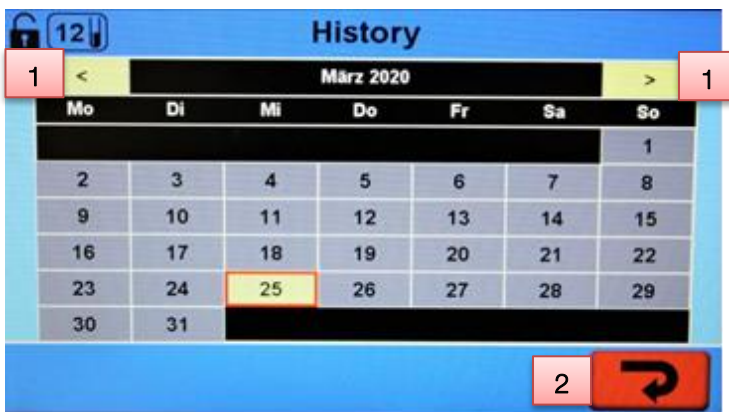 12 History
1 < März 2020 > 1
Mo Di Mi Do Fr Sa So
1
2 3 4 5 6 7 8
9 10 11 12 13 14 15
16 17 18 19 20 21 22
23 24 25 26 27 28 29
30 31
2